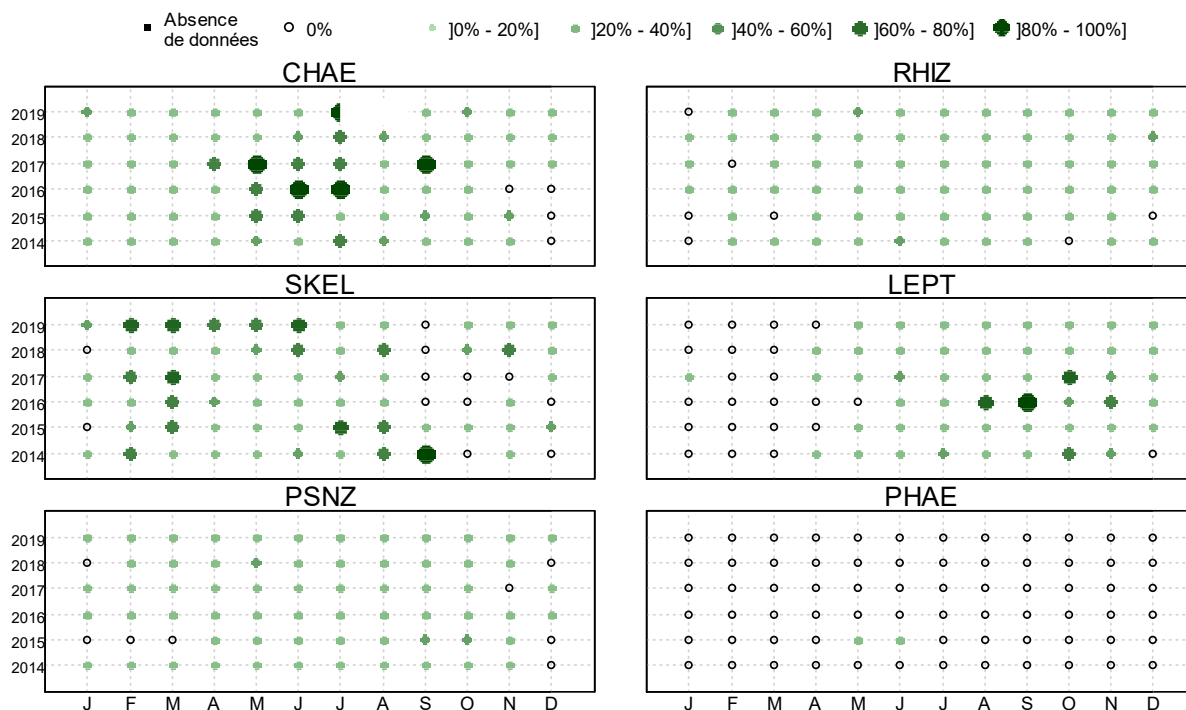 Absence
de données
0%
]0% - 20%]
]20% - 40%]
]40% - 60%]
]60% - 80%]
]80% - 100%]
CHAE
RHIZ
2019
2018
2017
2016
2015
2014
SKEL
LEPT
2019
2018
2017
2016
2015
2014
PSNZ
PHAE
2019
2018
2017
2016
2015
2014
J F M A M J J A S O N D
J F M A M J J A S O N D